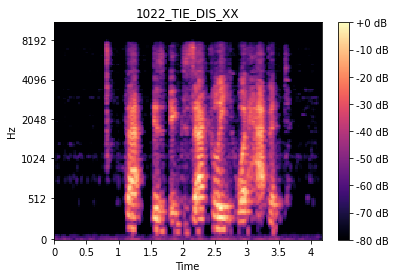 1022_TIE_DIS_XX
+0 dB
8192
-10 dB
4096
-20 dB
-30 dB
2048
Hz
-40 dB
1024
-50 dB
512
-60 dB
-70 dB
0
-80 dB
0 0.5 1 1.5 2 2.5 3 3.5 4
Time